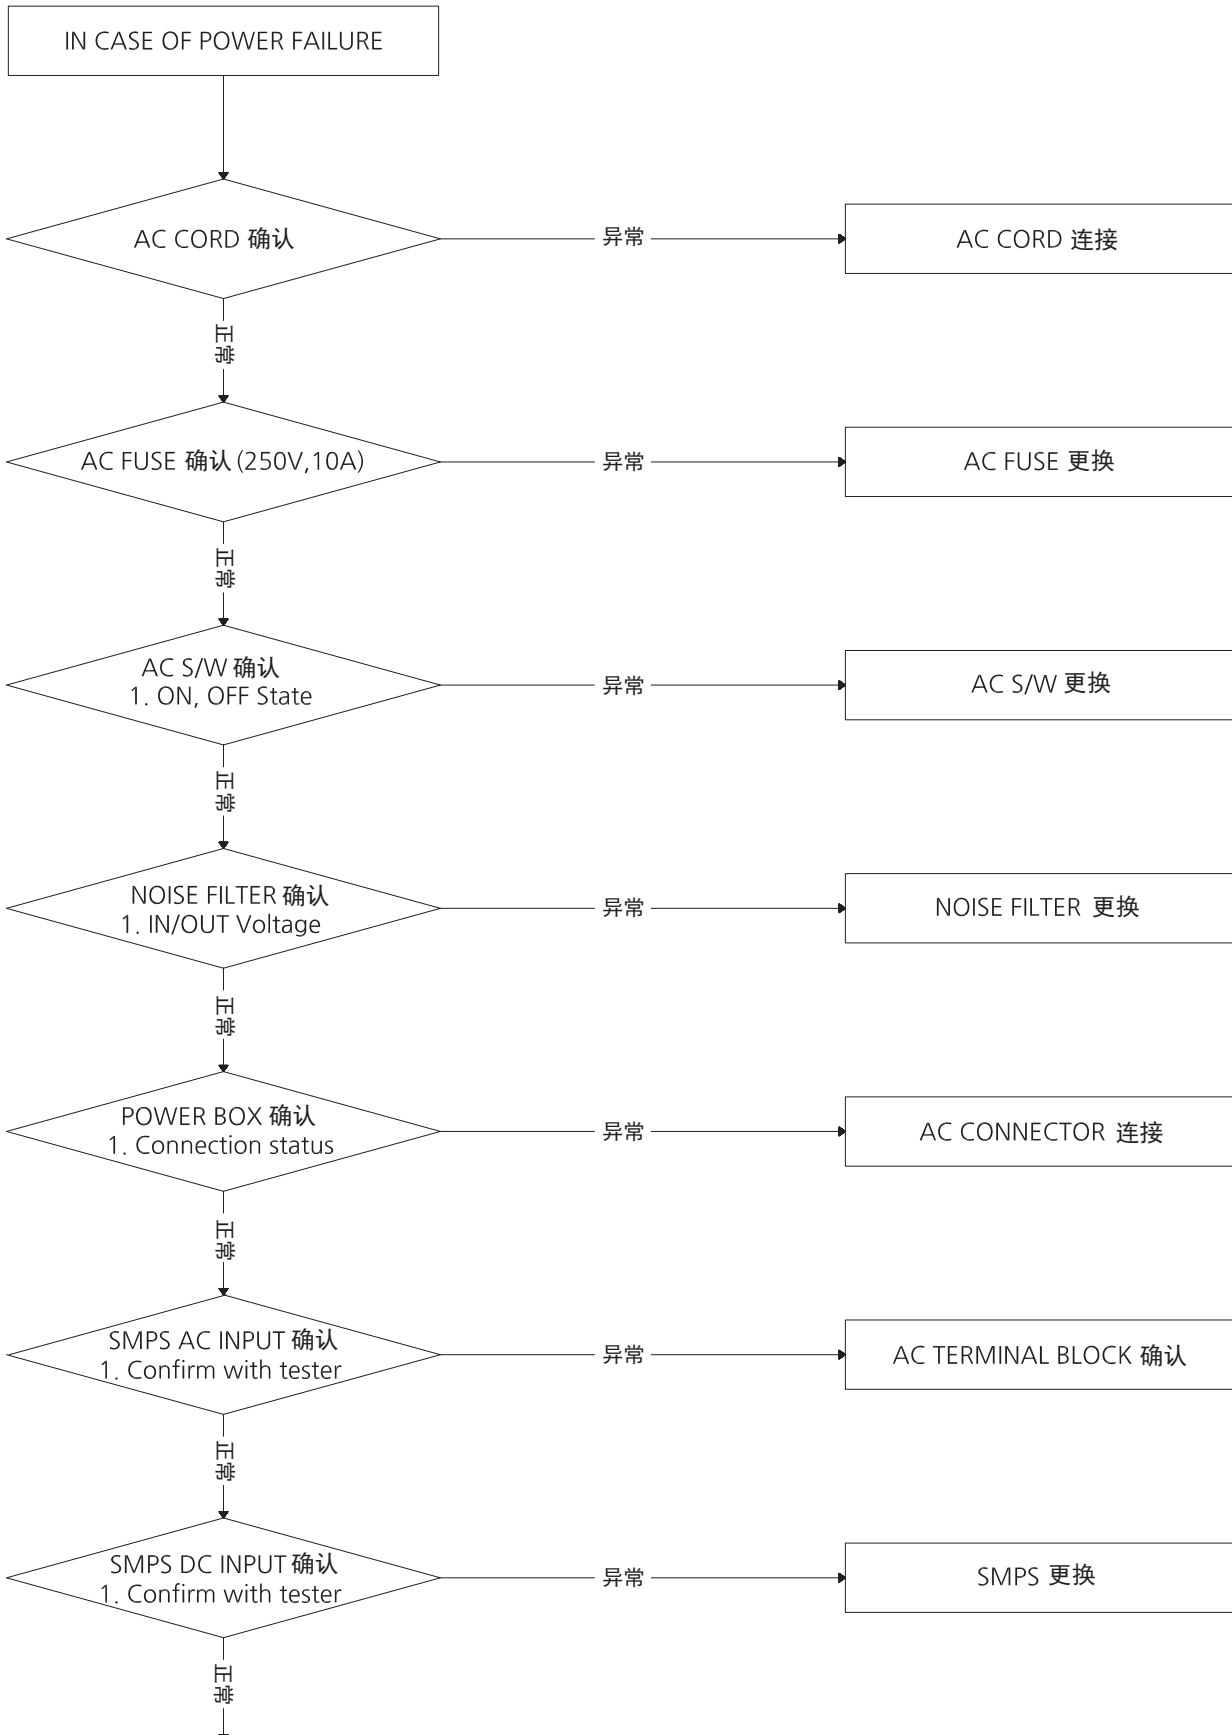 IN CASE OF POWER FAILURE
AC CORD 确认
异常
AC CORD 连接
正常
AC FUSE 确认 (250V,10A)
异常
AC FUSE 更换
正常
AC S/W 确认
1. ON, OFF State
异常
AC S/W 更换
正常
NOISE FILTER 确认
1. IN/OUT Voltage
异常
NOISE FILTER 更换
正常
POWER BOX 确认
1. Connection status
异常
AC CONNECTOR 连接
正常
SMPS AC INPUT 确认
1. Confirm with tester
异常
AC TERMINAL BLOCK 确认
正常
SMPS DC INPUT 确认
1. Confirm with tester
异常
SMPS 更换
正常